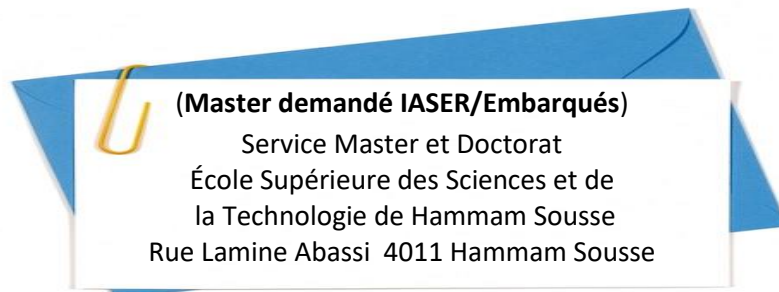 (Master demandé IASER/Embarqués)
Service Master et Doctorat
École Supérieure des Sciences et de
la Technologie de Hammam Sousse
Rue Lamine Abassi 4011 Hammam Sousse